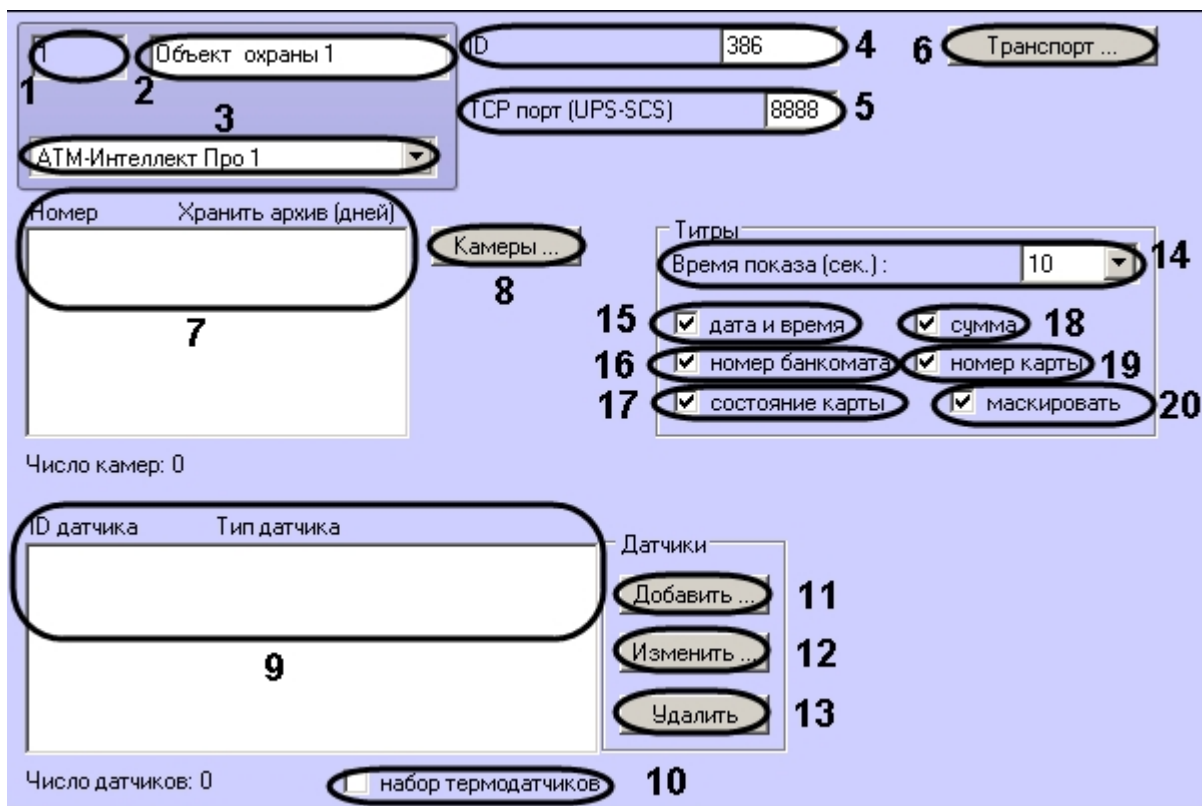 1
Объект охраны 1
ID
386
4
6
Транспорт ...
1
2
3
TCP порт (UPS-SCS)
8888
5
АТМ-Интеллект Про 1
Номер
Хранить архив (дней)
Камеры ...
8
7
Титры
Время показа (сек.) :
10
14
15
дата и время
сумма
18
16
номер банкомата
номер карты
19
17
состояние карты
маскировать
20
Число камер: 0
ID датчика
Тип датчика
9
Датчики
Добавить ...
11
Изменить ...
12
Удалить
13
Число датчиков: 0
набор термодатчиков
10